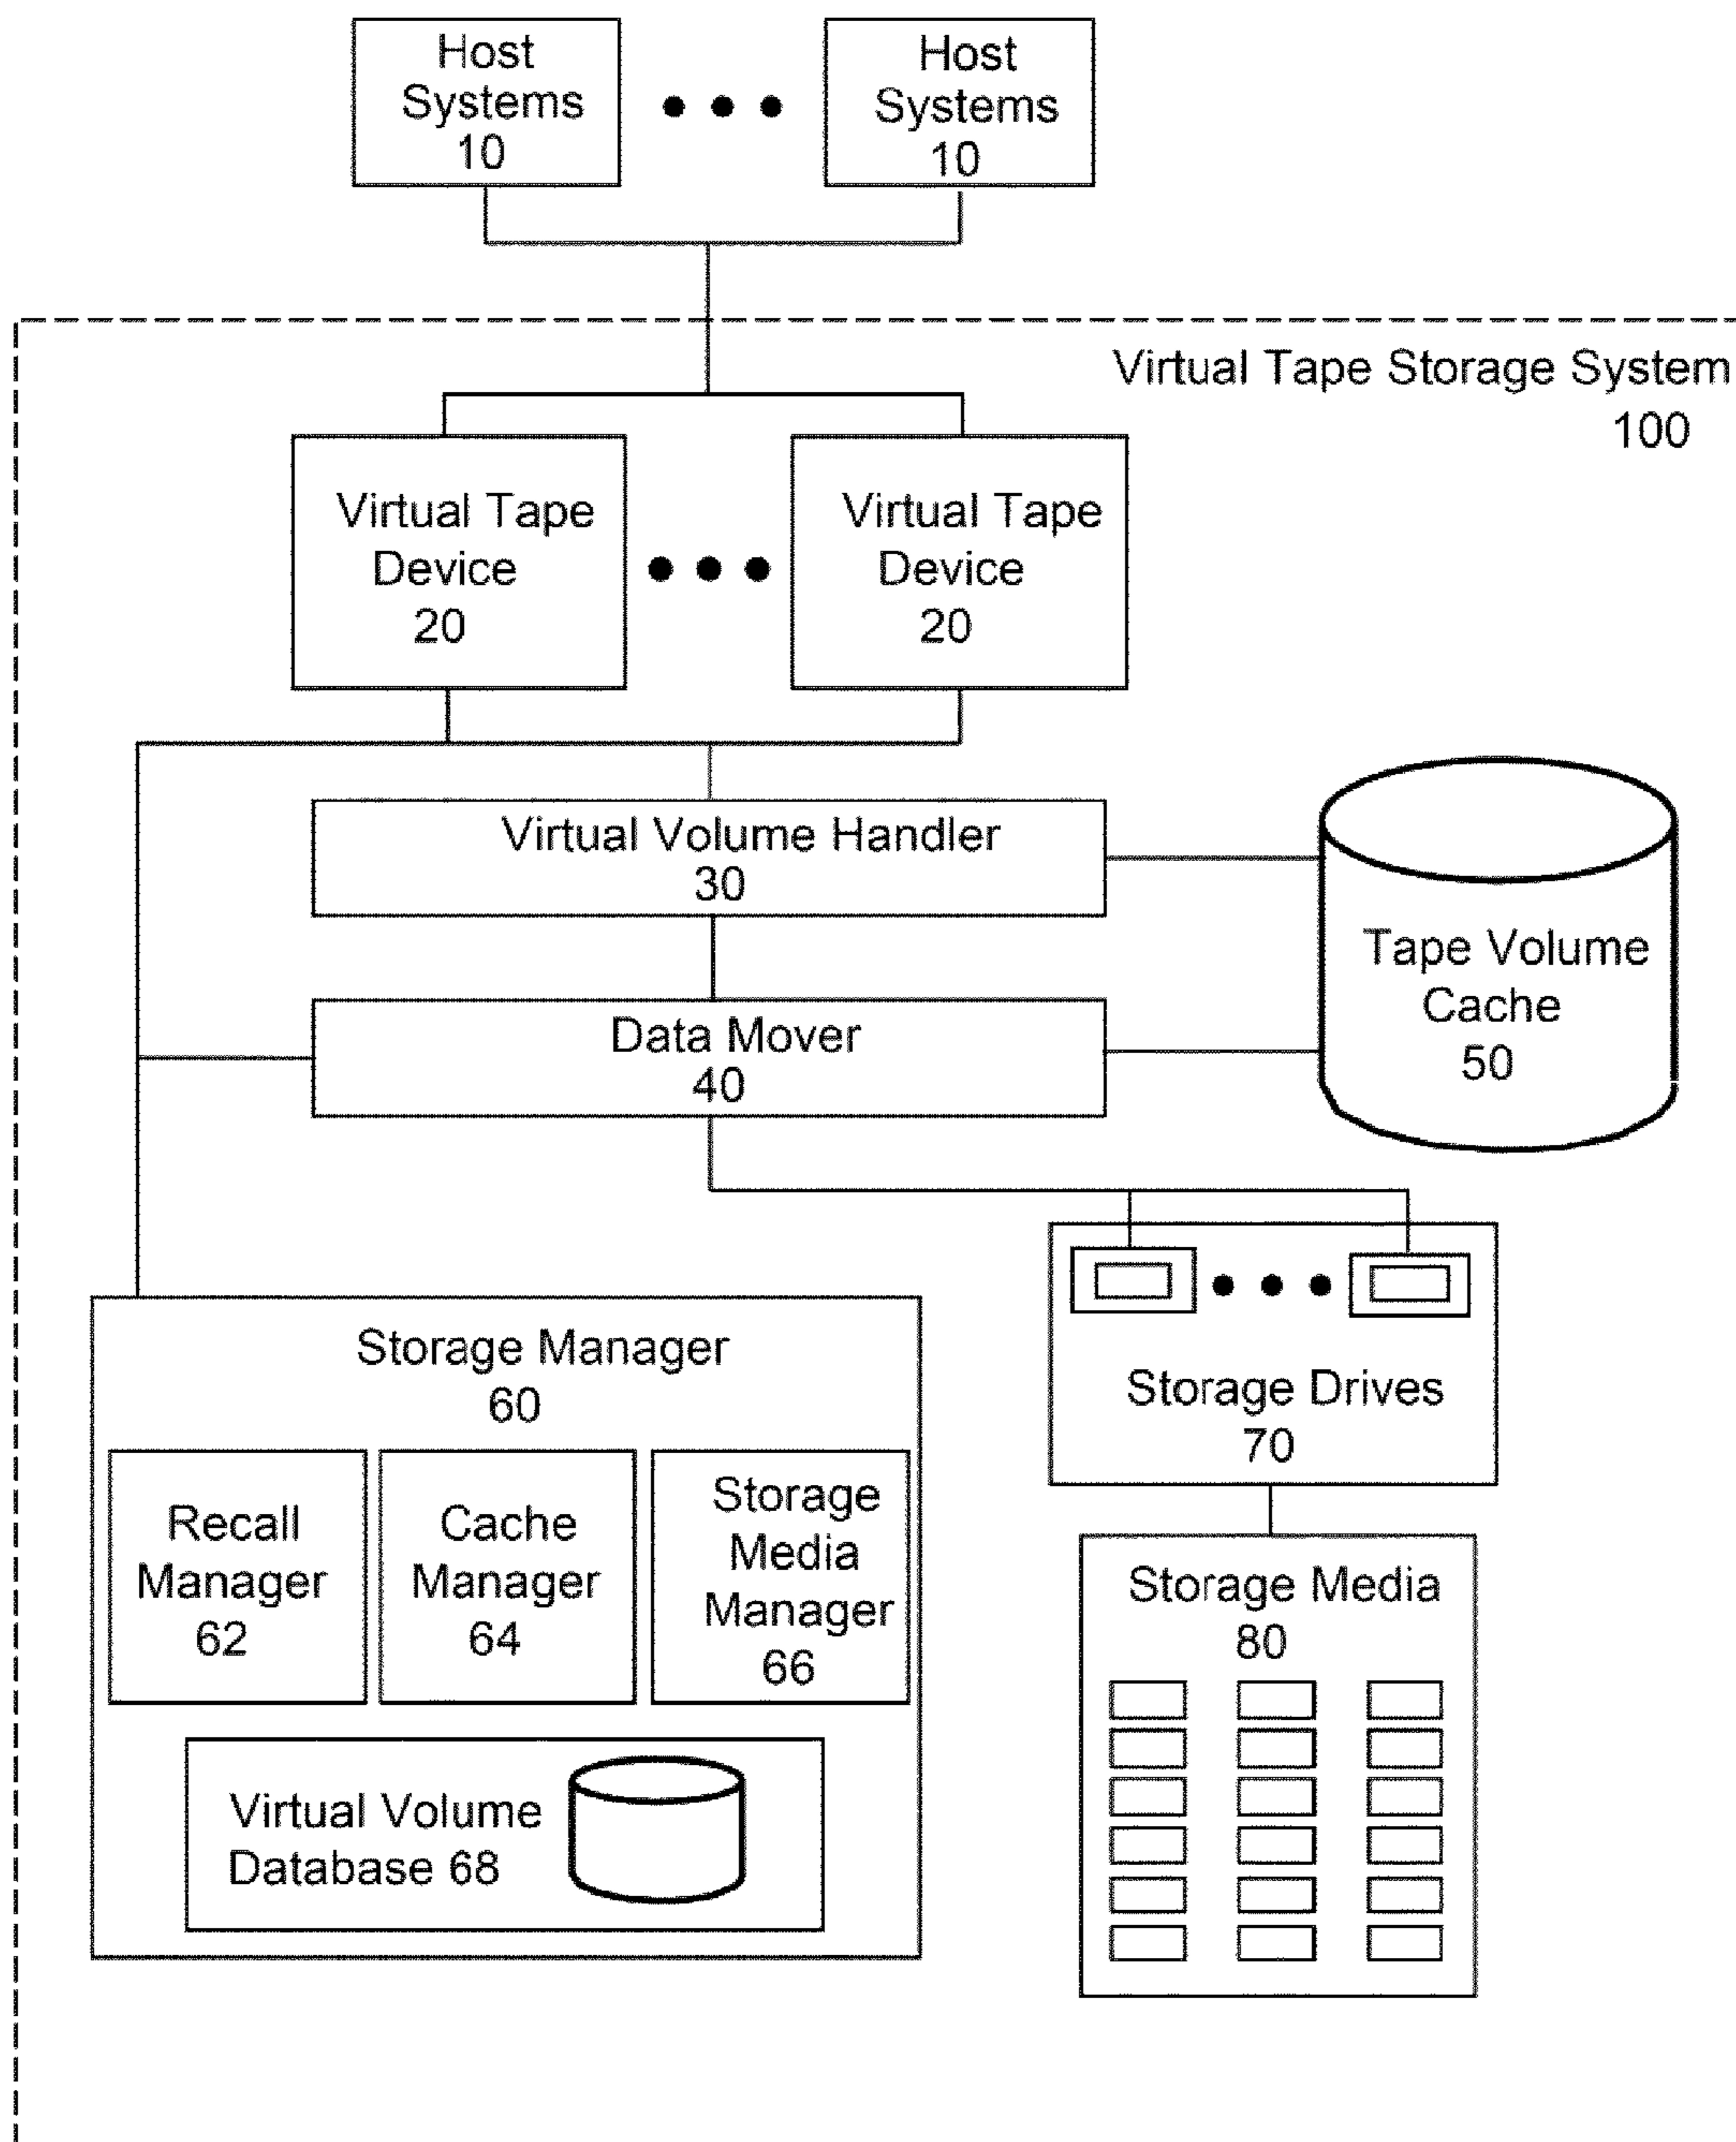 Host
Systems
10
Host
Systems
10
Virtual Tape Storage System
100
Virtual Tape
Device
20
Virtual Tape
Device
20
Virtual Volume Handler
30
Tape Volume
Cache
50
Data Mover
40
Storage Manager
60
Recall
Manager
62
Cache
Manager
64
Storage
Media
Manager
66
Virtual Volume
Database 68
Storage Drives
70
Storage Media
80